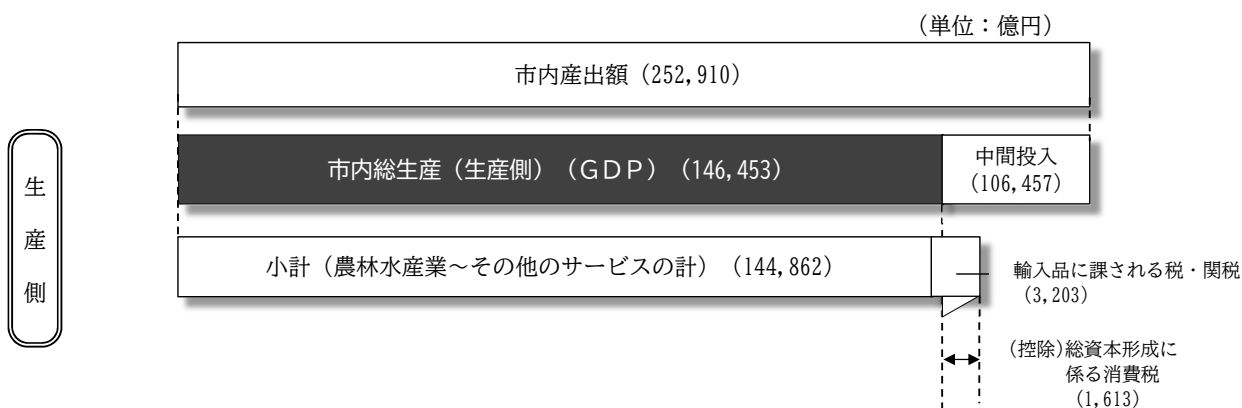 （単位：億円）
市内産出額（252,910）
生
産
側
市内総生産（生産側）（ＧＤＰ）（146,453）
中間投入
（106,457）
小計（農林水産業～その他のサービスの計）（144,862）
輸入品に課される税・関税
（3,203）
（控除）総資本形成に
係る消費税
（1,613）